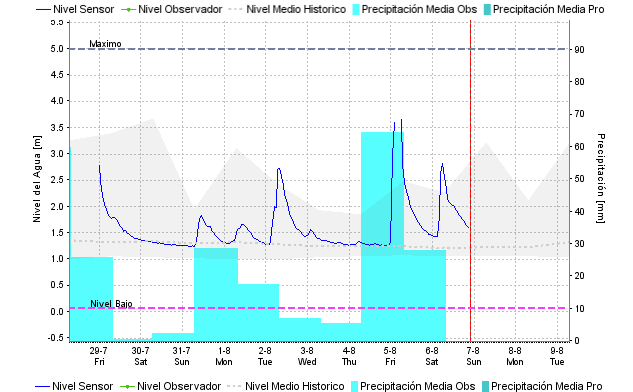 Nivel Sensor Nivel Observador Nivel Medio Historico Precipitación Media Obs Precipitación Media Pro
5.5
5.0
4.5
4.0
3.5
3.0
2.5
2.0
1.5
1.0
0.5
0.0
-0.5
Nivel del Agua [m]
Maximo
Nivel Bajo
90
80
70
60
50
40
30
20
10
0
Precipitación [mm]
29-7 30-7 31-7 1-8 2-8 3-8 4-8 5-8 6-8 7-8 8-8 9-8
Fri Sat Sun Mon Tue Wed Thu Fri Sat Sun Mon Tue
Nivel Sensor Nivel Observador Nivel Medio Historico Precipitación Media Obs Precipitación Media Pro